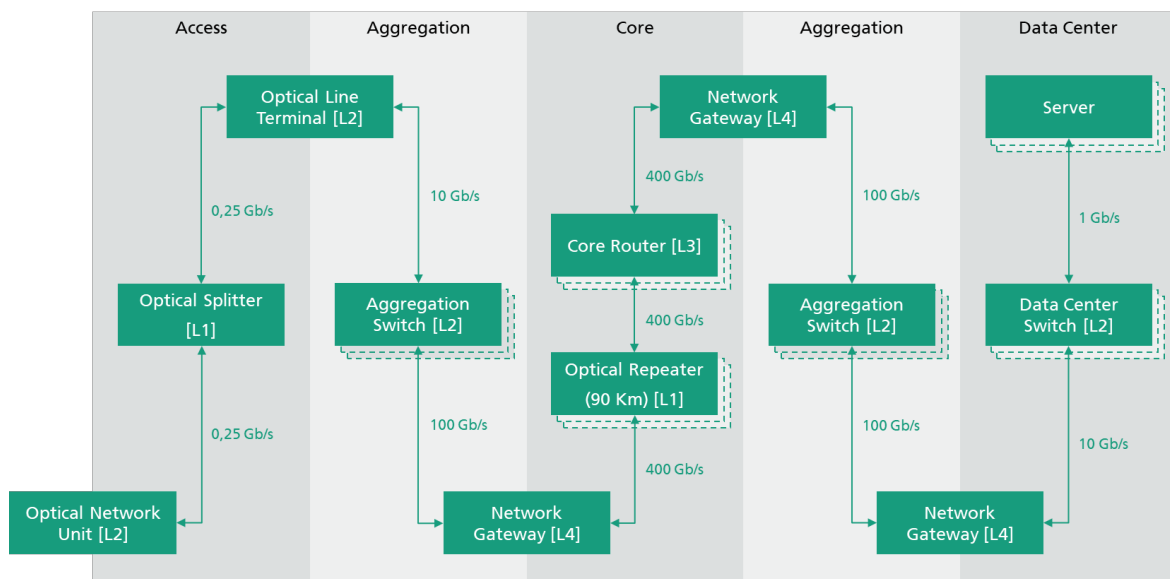 Access
Aggregation
Core
Aggregation
Data Center
Optical Line
Terminal [L2]
Network
Gateway [L4]
Server
0,25 Gb/s
10 Gb/s
400 Gb/s
100 Gb/s
1 Gb/s
Core Router [L3]
Optical Splitter
[L1]
Aggregation
Switch [L2]
400 Gb/s
Aggregation
Switch [L2]
Data Center
Switch [L2]
Optical Repeater
(90 Km) [L1]
0,25 Gb/s
100 Gb/s
400 Gb/s
100 Gb/s
10 Gb/s
Optical Network
Unit [L2]
Network
Gateway [L4]
Network
Gateway [L4]